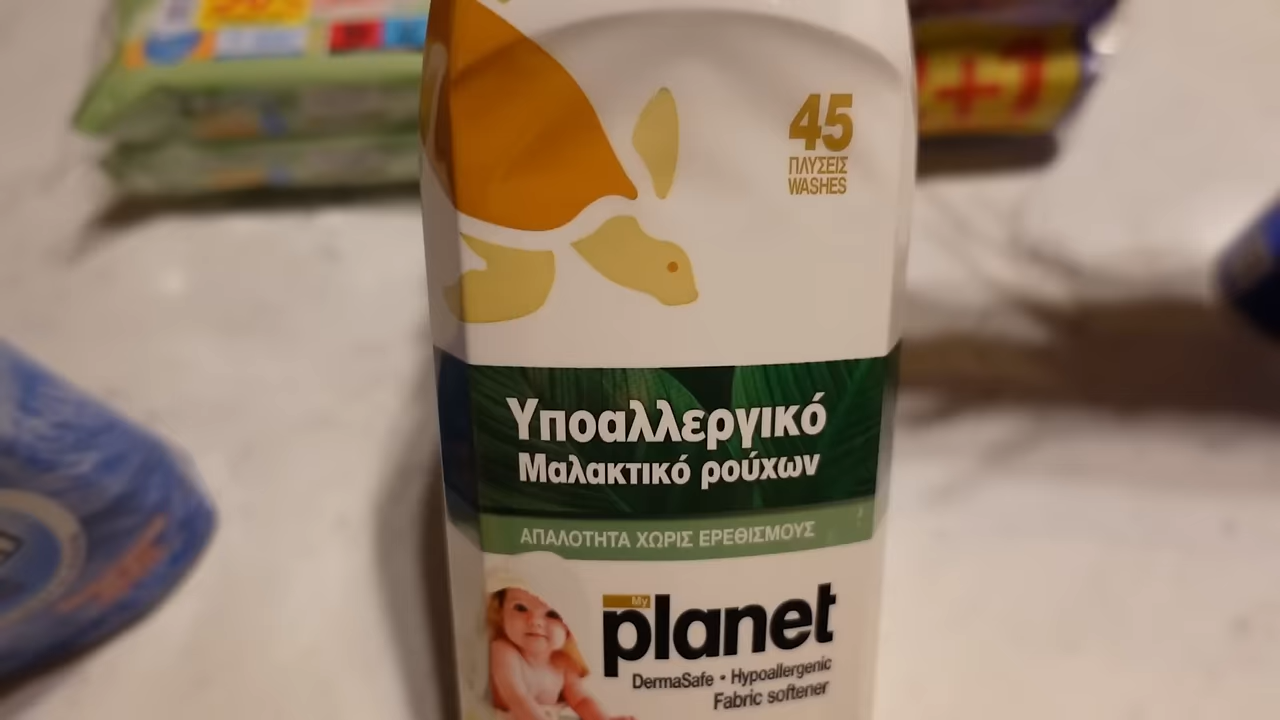 45
ΠΛΥΣΕΙΣ
WASHES
Υποαλλεργικό
Μαλακτικό ρούχων
ΑΠΑΛΟΤΗΤΑ ΧΩΡΙΣ ΕΡΕΘΙΣΜΟΥΣ
My
planet
DermaSafe • Hypoallergenic
Fabric softener